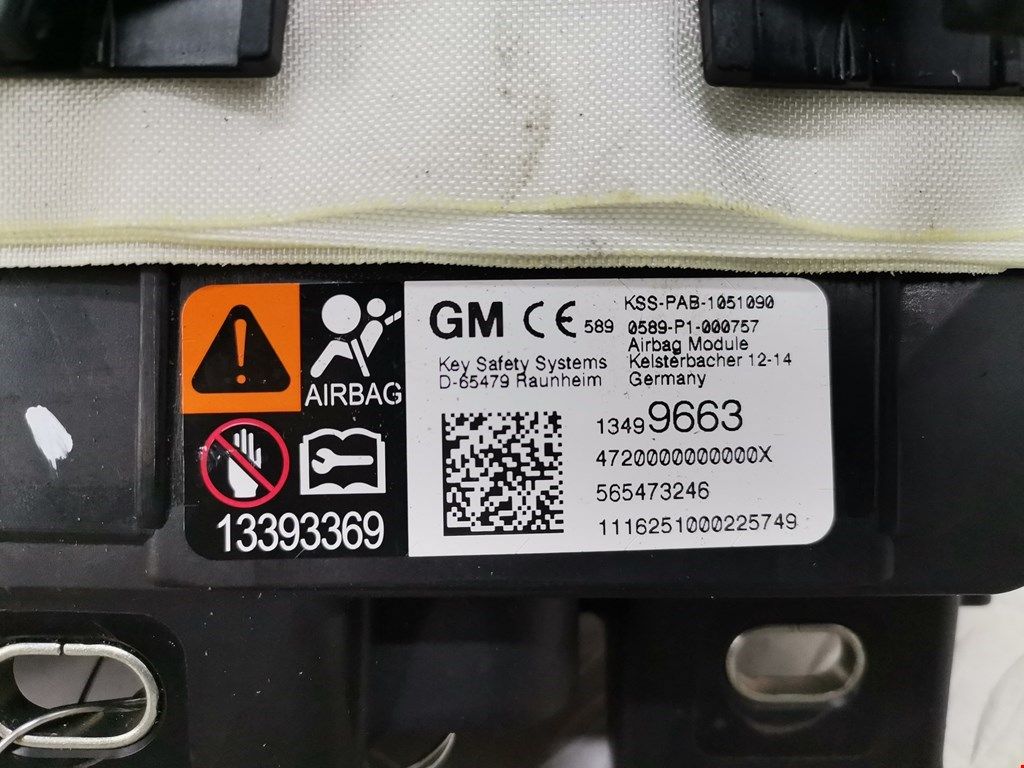 AIRBAG
13393369
GM CE 589
Key Safety Systems
D-65479 Raunheim
KSS-PAB-1051090
0589-P1-000757
Airbag Module
Kelsterbacher 12-14
Germany
13499663
4720000000000X
565473246
1116251000225749